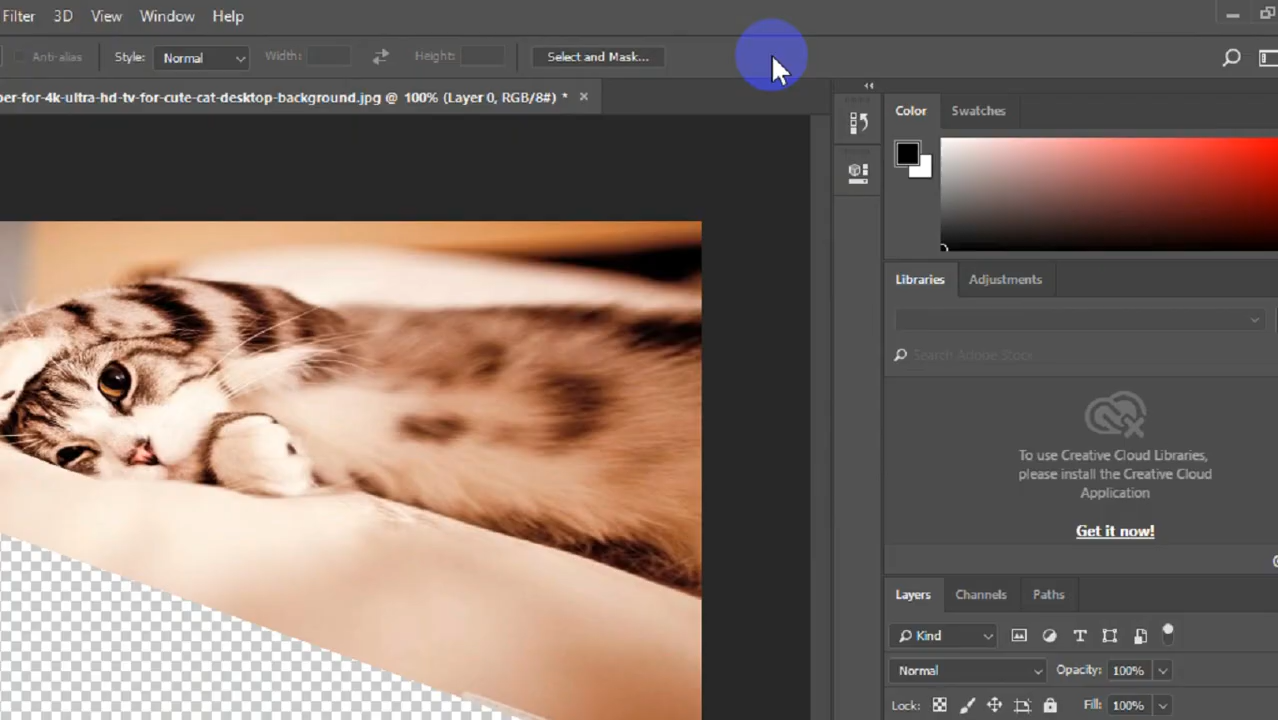 Filter 3D View Window Help
Anti-alias Style: Normal Width: Height: Select and Mask...
per-for-4k-ultra-hd-tv-for-cute-cat-desktop-background.jpg @ 100% (Layer 0, RGB/8#) * ×
Color Swatches
Libraries Adjustments
Search Adobe Stock
To use Creative Cloud Libraries,
please install the Creative Cloud
Application
Get it now!
Layers Channels Paths
Kind
Normal Opacity: 100%
Lock: Fill: 100%